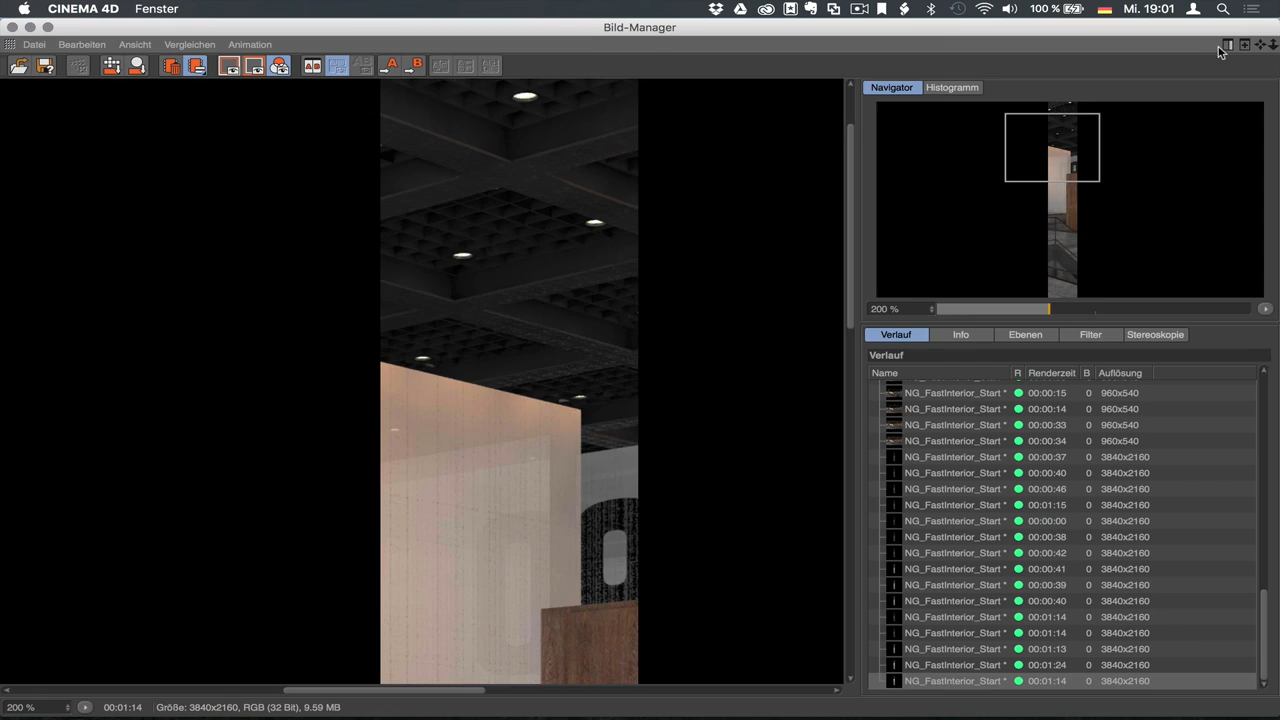 CINEMA 4D Fenster 100 % Mi. 19:01
Bild-Manager
Datei Bearbeiten Ansicht Vergleichen Animation
A B AB A B
Navigator Histogramm
200 %
Verlauf Info Ebenen Filter Stereoskopie
Verlauf
Name R Renderzeit B Auflösung
NG_FastInterior_Start * 00:00:15 0 960x540
NG_FastInterior_Start * 00:00:14 0 960x540
NG_FastInterior_Start * 00:00:33 0 960x540
NG_FastInterior_Start * 00:00:34 0 960x540
NG_FastInterior_Start * 00:00:37 0 3840x2160
NG_FastInterior_Start * 00:00:40 0 3840x2160
NG_FastInterior_Start * 00:00:46 0 3840x2160
NG_FastInterior_Start * 00:01:15 0 3840x2160
NG_FastInterior_Start * 00:00:00 0 3840x2160
NG_FastInterior_Start * 00:00:38 0 3840x2160
NG_FastInterior_Start * 00:00:42 0 3840x2160
NG_FastInterior_Start * 00:00:41 0 3840x2160
NG_FastInterior_Start * 00:00:39 0 3840x2160
NG_FastInterior_Start * 00:00:40 0 3840x2160
NG_FastInterior_Start * 00:01:14 0 3840x2160
NG_FastInterior_Start * 00:01:14 0 3840x2160
NG_FastInterior_Start * 00:01:13 0 3840x2160
NG_FastInterior_Start * 00:01:24 0 3840x2160
NG_FastInterior_Start * 00:01:14 0 3840x2160
200 % 00:01:14 Größe: 3840x2160, RGB (32 Bit), 9.59 MB